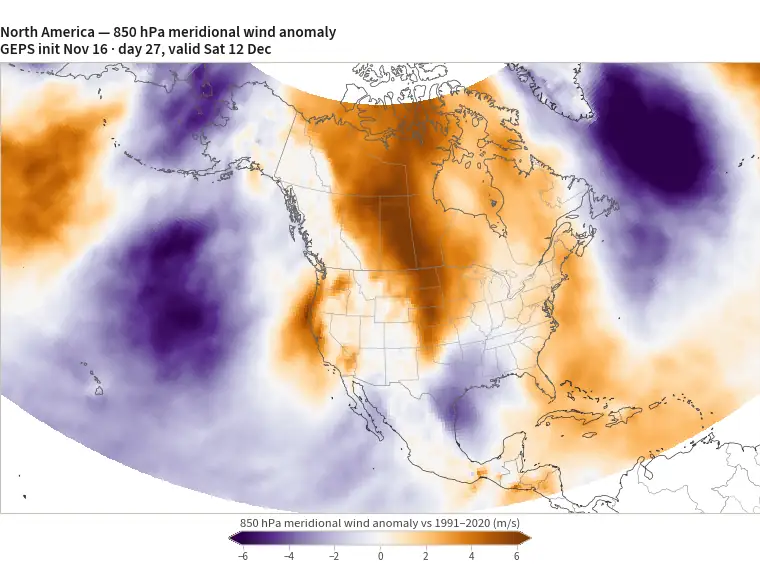 North America — 850 hPa meridional wind anomaly
GEPS init Nov 16 · day 27, valid Sat 12 Dec
850 hPa meridional wind anomaly vs 1991–2020 (m/s)
−6 −4 −2 0 2 4 6